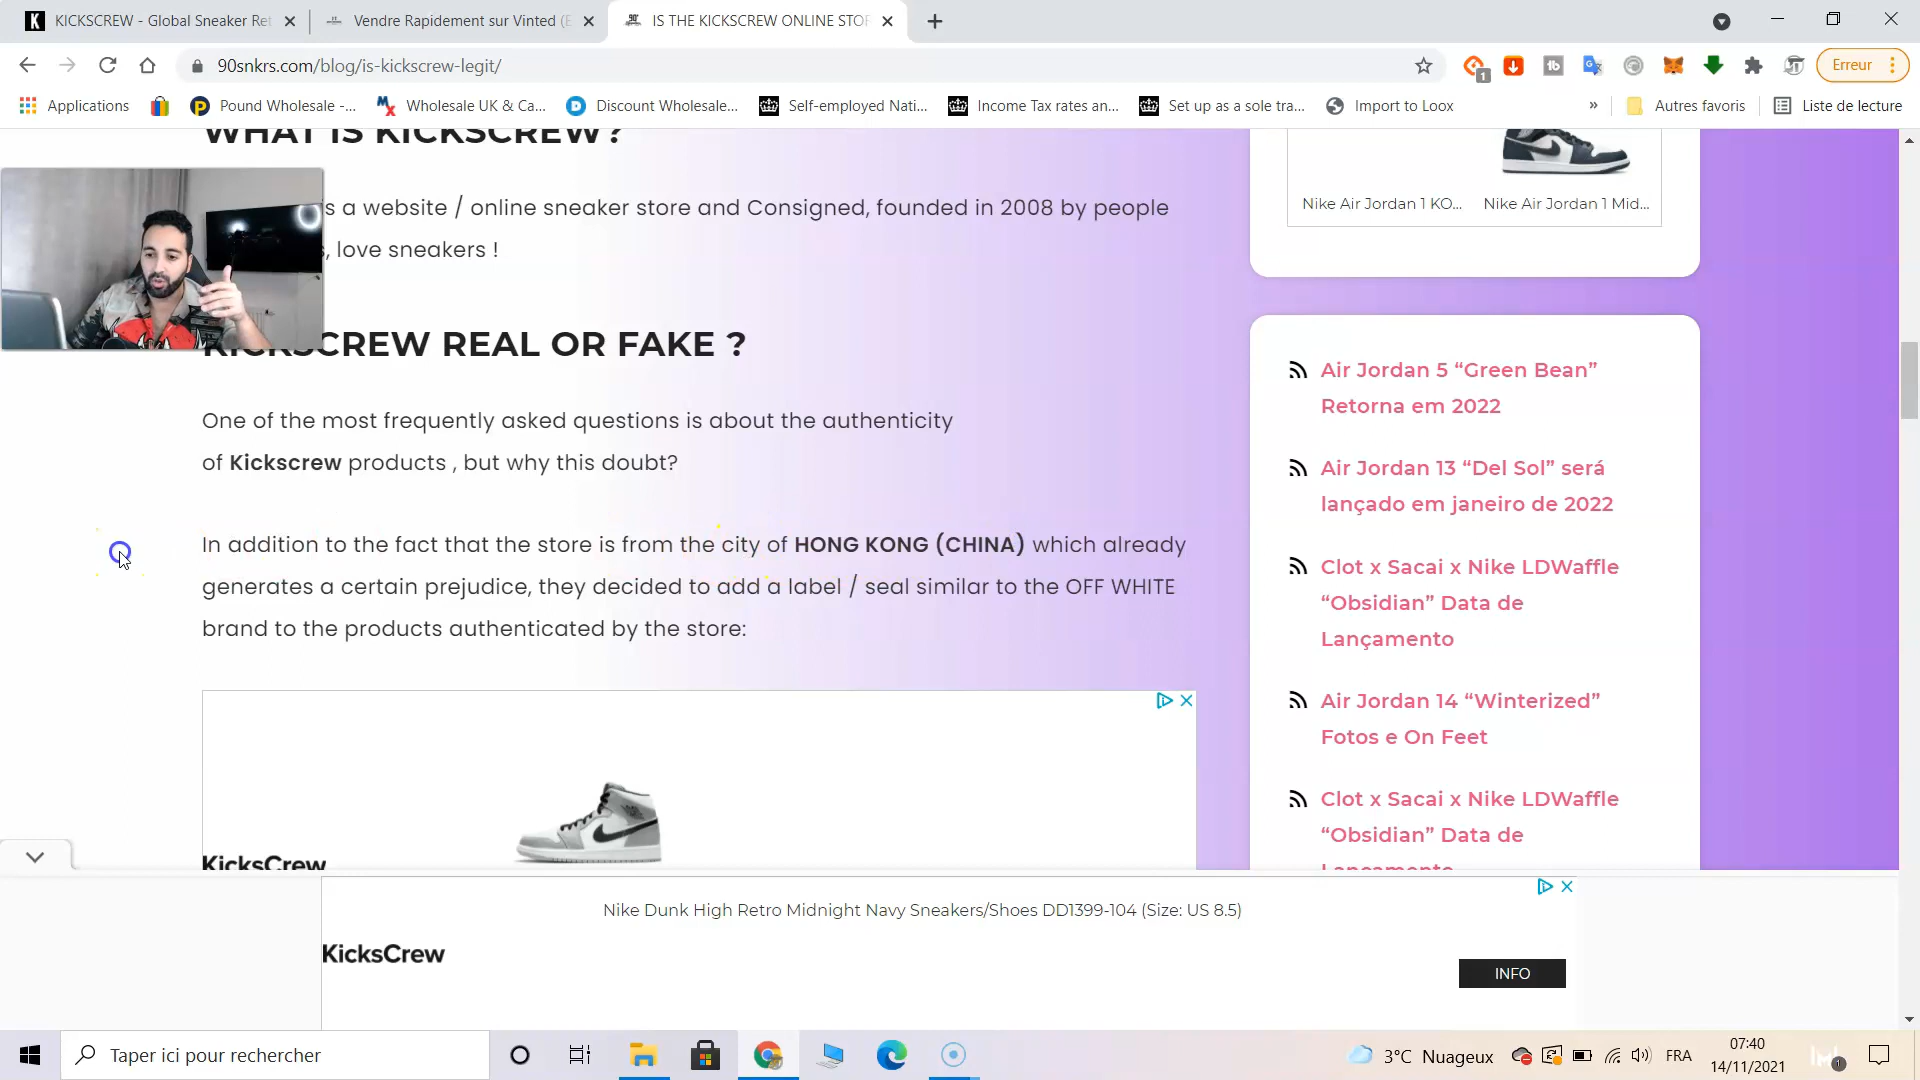 KICKSCREW - Global Sneaker Ret
Vendre Rapidement sur Vinted (E
IS THE KICKSCREW ONLINE STOR
90snkrs.com/blog/is-kickscrew-legit/
1
Erreur
Applications
Pound Wholesale -...
Wholesale UK & Ca...
Discount Wholesale...
Self-employed Nati...
Income Tax rates an...
Set up as a sole tra...
Import to Loox
»
Autres favoris
Liste de lecture
WHAT IS KICKSCREW?
s a website / online sneaker store and Consigned, founded in 2008 by people
, love sneakers !
KICKSCREW REAL OR FAKE ?
One of the most frequently asked questions is about the authenticity
of Kickscrew products , but why this doubt?
In addition to the fact that the store is from the city of HONG KONG (CHINA) which already
generates a certain prejudice, they decided to add a label / seal similar to the OFF WHITE
brand to the products authenticated by the store:
KicksCrew
Nike Air Jordan 1 KO...
Nike Air Jordan 1 Mid...
Air Jordan 5 “Green Bean”
Retorna em 2022
Air Jordan 13 “Del Sol” será
lançado em janeiro de 2022
Clot x Sacai x Nike LDWaffle
“Obsidian” Data de
Lançamento
Air Jordan 14 “Winterized”
Fotos e On Feet
Clot x Sacai x Nike LDWaffle
“Obsidian” Data de
Lançamento
Nike Dunk High Retro Midnight Navy Sneakers/Shoes DD1399-104 (Size: US 8.5)
KicksCrew
INFO
Taper ici pour rechercher
3°C Nuageux
FRA
07:40
14/11/2021
1